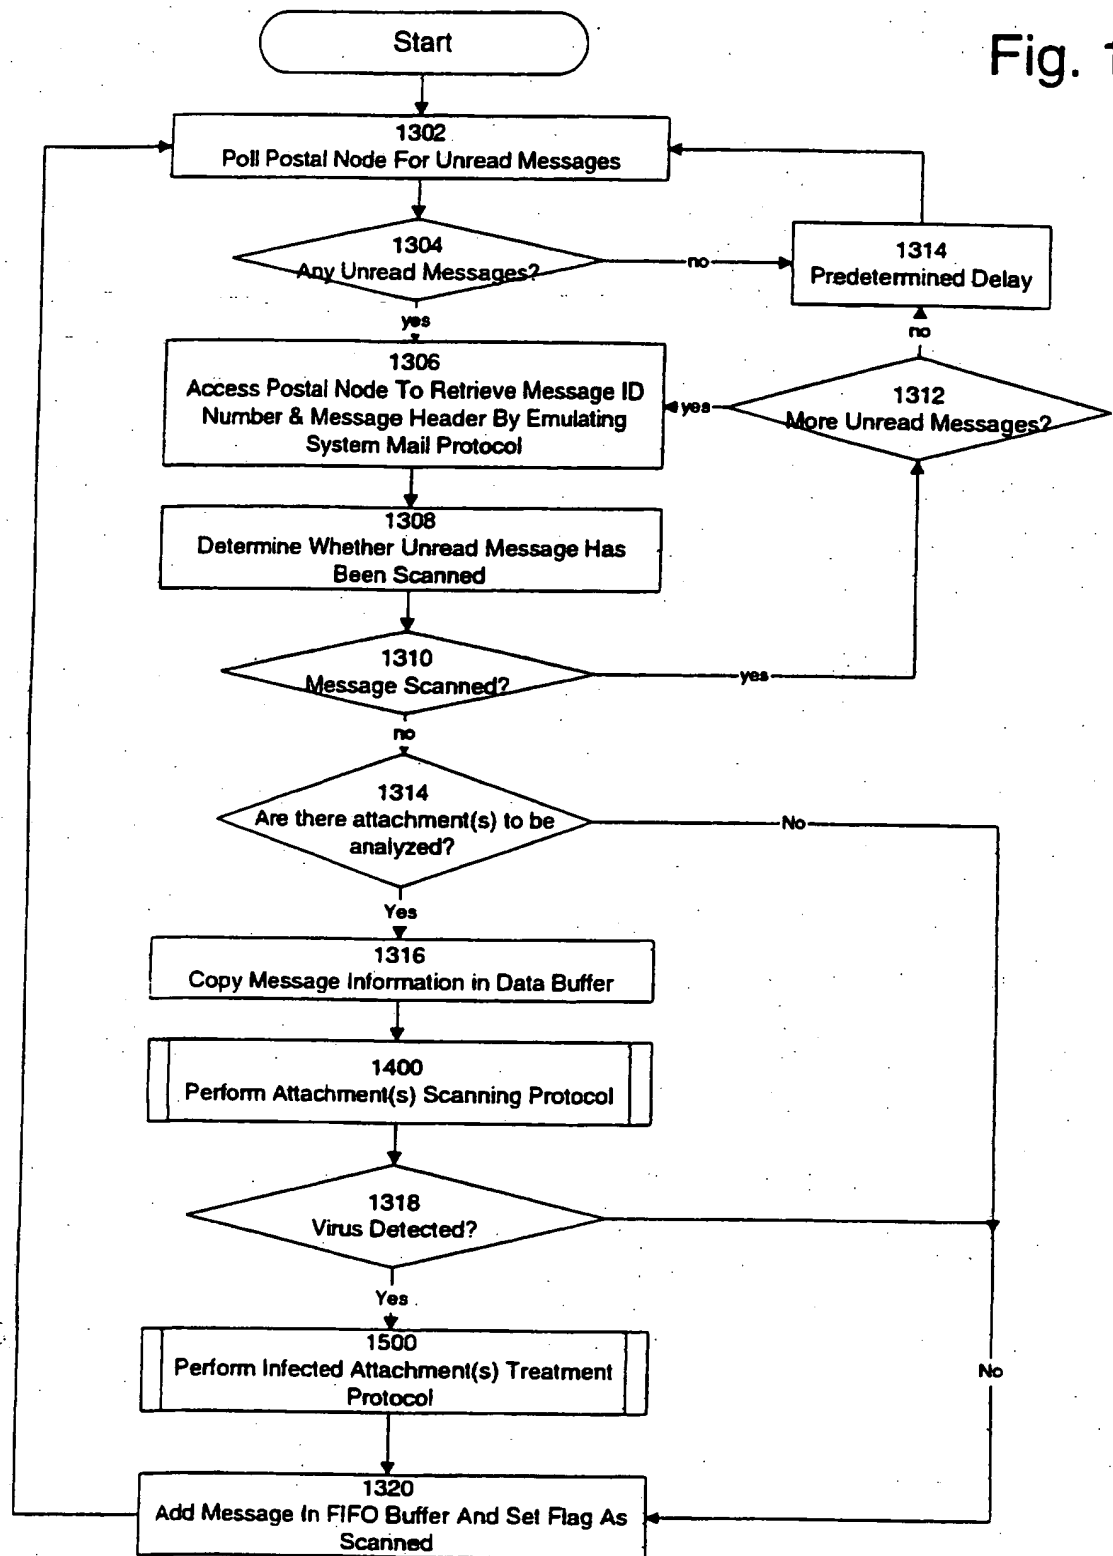 Start
Fig. 1
1302
Poll Postal Node For Unread Messages
1304
Any Unread Messages?
no
1314
Predetermined Delay
yes
no
1306
Access Postal Node To Retrieve Message ID
Number & Message Header By Emulating
System Mail Protocol
yes
1312
More Unread Messages?
1308
Determine Whether Unread Message Has
Been Scanned
1310
Message Scanned?
yes
no
1314
Are there attachment(s) to be
analyzed?
No
Yes
1316
Copy Message Information in Data Buffer
1400
Perform Attachment(s) Scanning Protocol
1318
Virus Detected?
Yes
1500
Perform Infected Attachment(s) Treatment
Protocol
No
1320
Add Message In FIFO Buffer And Set Flag As
Scanned